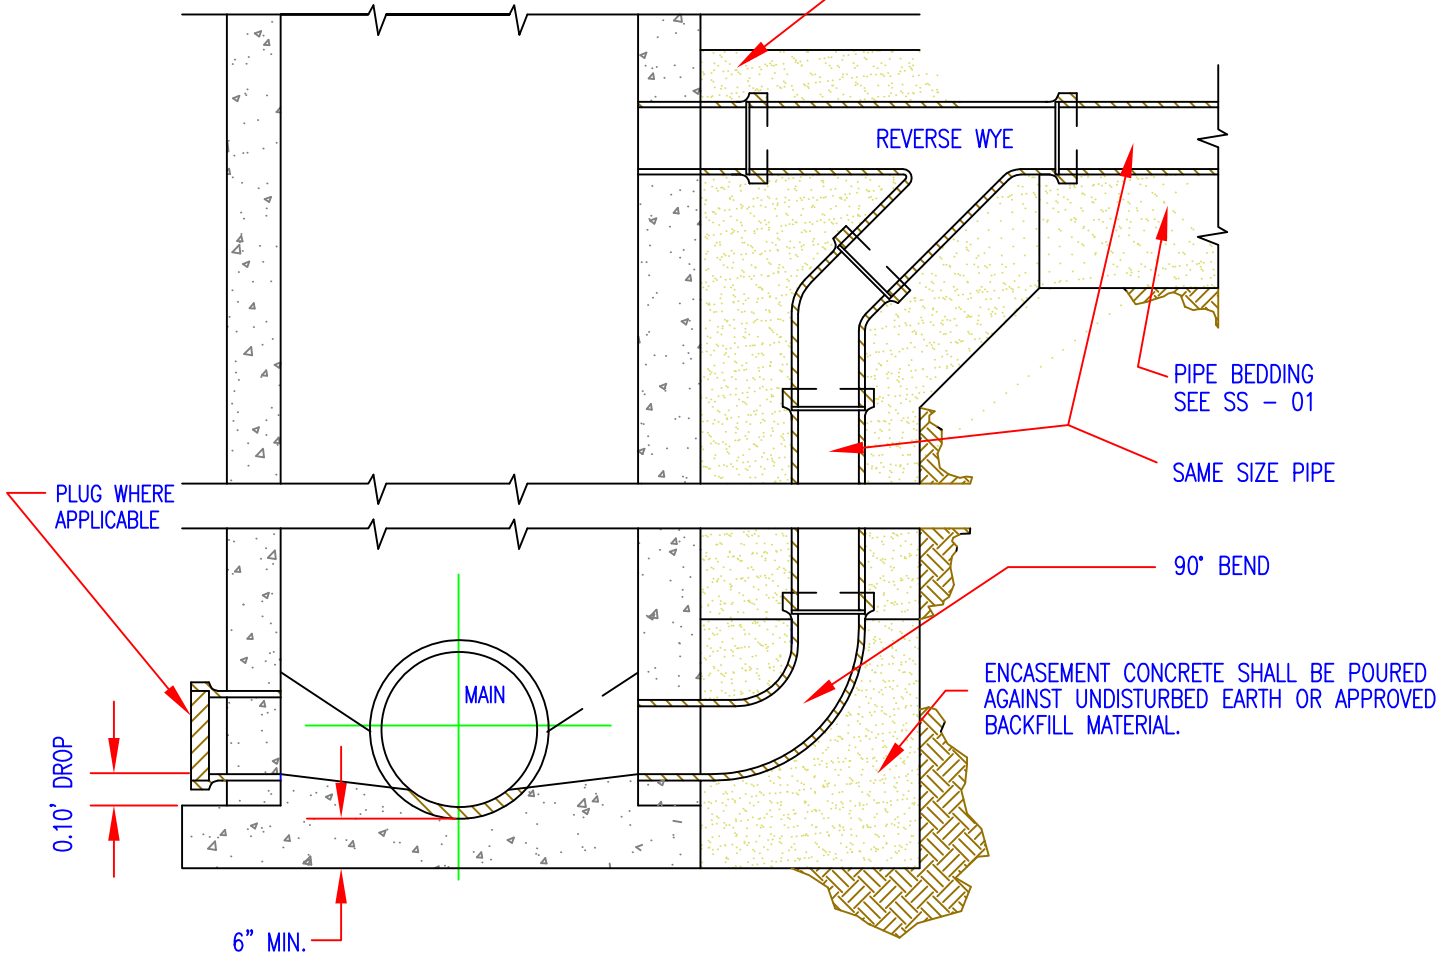 REVERSE WYE
PIPE BEDDING
SEE SS - 01
SAME SIZE PIPE
PLUG WHERE
APPLICABLE
90° BEND
ENCASEMENT CONCRETE SHALL BE POURED
AGAINST UNDISTURBED EARTH OR APPROVED
BACKFILL MATERIAL.
MAIN
0.10' DROP
6" MIN.